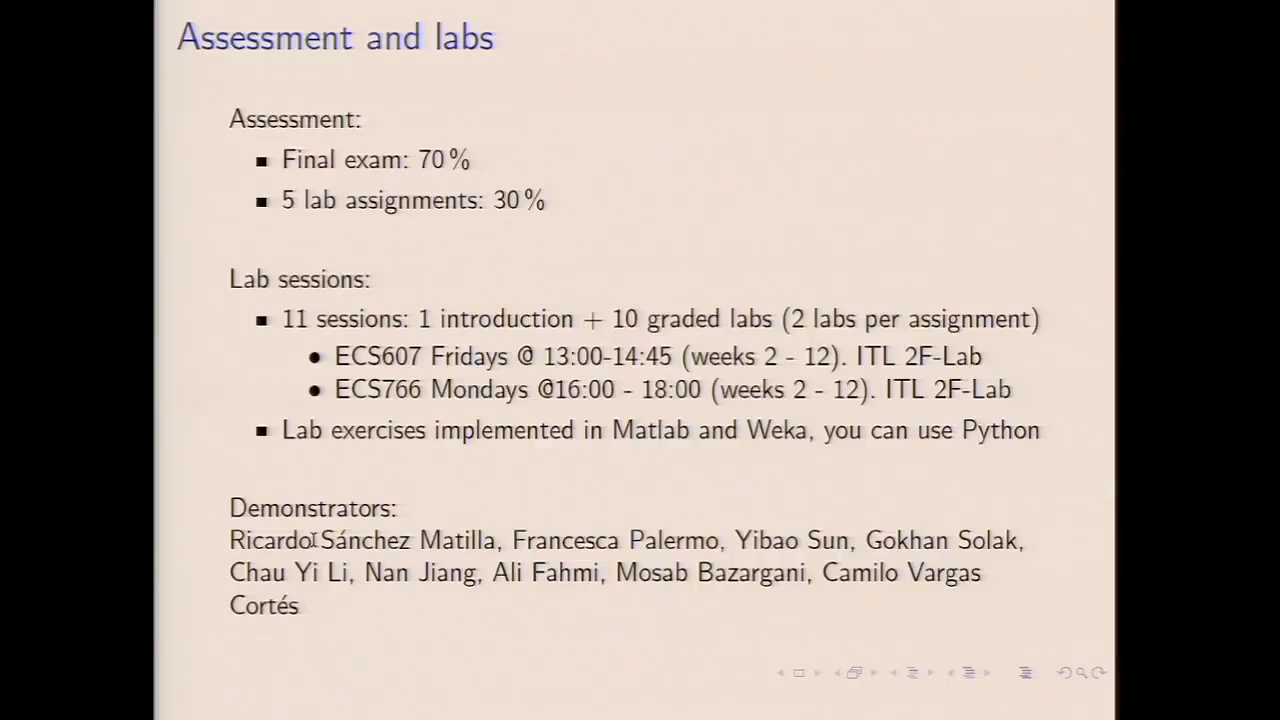 Assessment and labs
Assessment:
Final exam: 70 %
5 lab assignments: 30 %
Lab sessions:
11 sessions: 1 introduction + 10 graded labs (2 labs per assignment)
ECS607 Fridays @ 13:00-14:45 (weeks 2 - 12). ITL 2F-Lab
ECS766 Mondays @16:00 - 18:00 (weeks 2 - 12). ITL 2F-Lab
Lab exercises implemented in Matlab and Weka, you can use Python
Demonstrators:
Ricardo Sánchez Matilla, Francesca Palermo, Yibao Sun, Gokhan Solak,
Chau Yi Li, Nan Jiang, Ali Fahmi, Mosab Bazargani, Camilo Vargas
Cortés